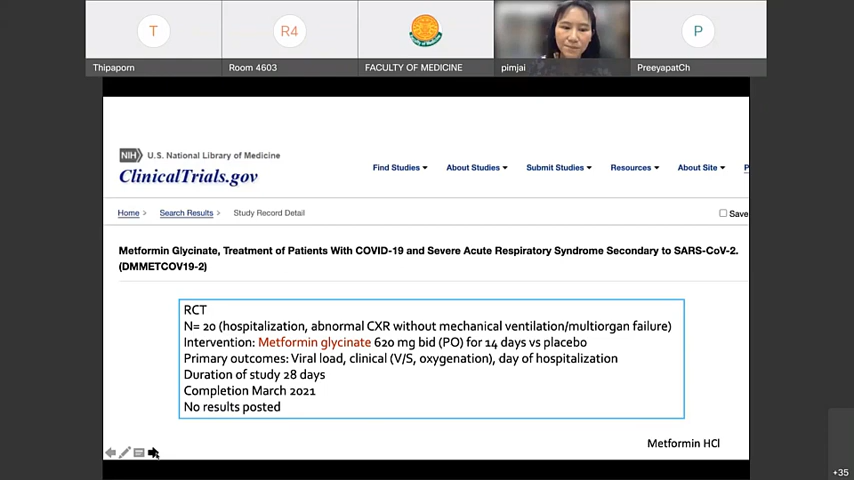 T
R4
P
Thipaporn
Room 4603
FACULTY OF MEDICINE
pimjai
PreeyapatCh
NIH U.S. National Library of Medicine
ClinicalTrials.gov
Find Studies
About Studies
Submit Studies
Resources
About Site
P
Home > Search Results > Study Record Detail
Save
Metformin Glycinate, Treatment of Patients With COVID-19 and Severe Acute Respiratory Syndrome Secondary to SARS-CoV-2.
(DMMETCOV19-2)
RCT
N= 20 (hospitalization, abnormal CXR without mechanical ventilation/multiorgan failure)
Intervention: Metformin glycinate 620 mg bid (PO) for 14 days vs placebo
Primary outcomes: Viral load, clinical (V/S, oxygenation), day of hospitalization
Duration of study 28 days
Completion March 2021
No results posted
Metformin HCl
+35